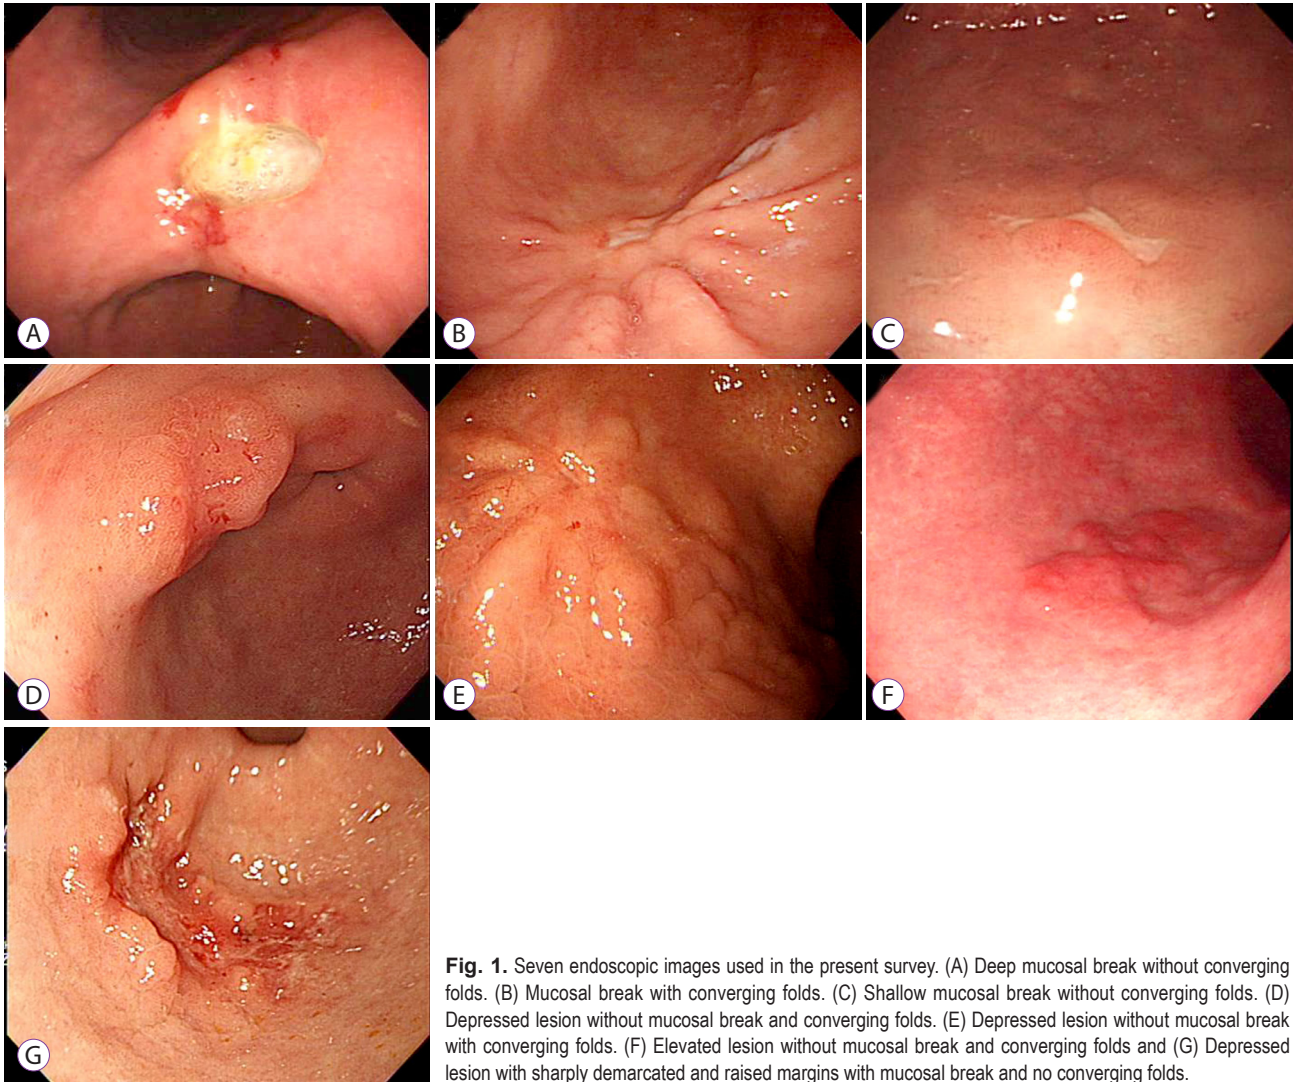 A
B
C
D
E
F
G
Fig. 1. Seven endoscopic images used in the present survey. (A) Deep mucosal break without converging
folds. (B) Mucosal break with converging folds. (C) Shallow mucosal break without converging folds. (D)
Depressed lesion without mucosal break and converging folds. (E) Depressed lesion without mucosal break
with converging folds. (F) Elevated lesion without mucosal break and converging folds and (G) Depressed
lesion with sharply demarcated and raised margins with mucosal break and no converging folds.